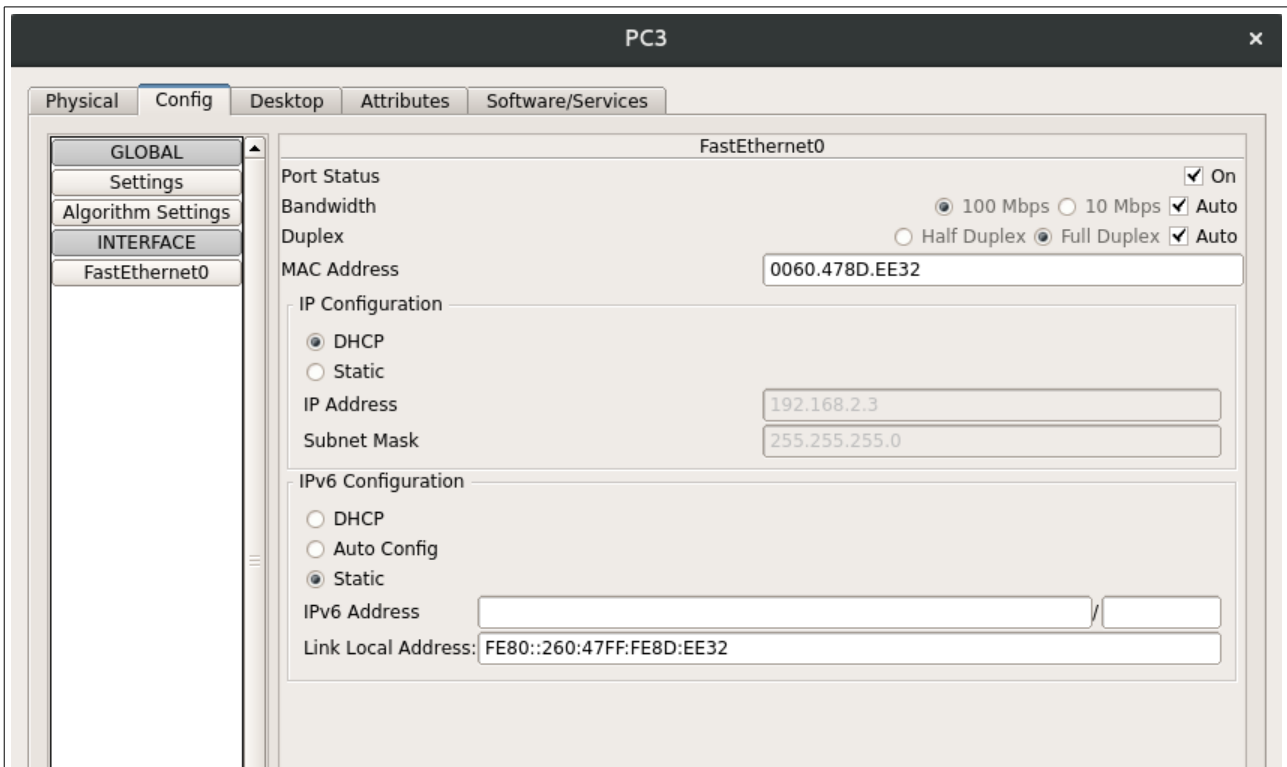 PC3
×
Physical Config Desktop Attributes Software/Services
GLOBAL
Settings
Algorithm Settings
INTERFACE
FastEthernet0
FastEthernet0
Port Status On
Bandwidth 100 Mbps 10 Mbps Auto
Duplex Half Duplex Full Duplex Auto
MAC Address 0060.478D.EE32
IP Configuration
DHCP
Static
IP Address 192.168.2.3
Subnet Mask 255.255.255.0
IPv6 Configuration
DHCP
Auto Config
Static
IPv6 Address /
Link Local Address: FE80::260:47FF:FE8D:EE32